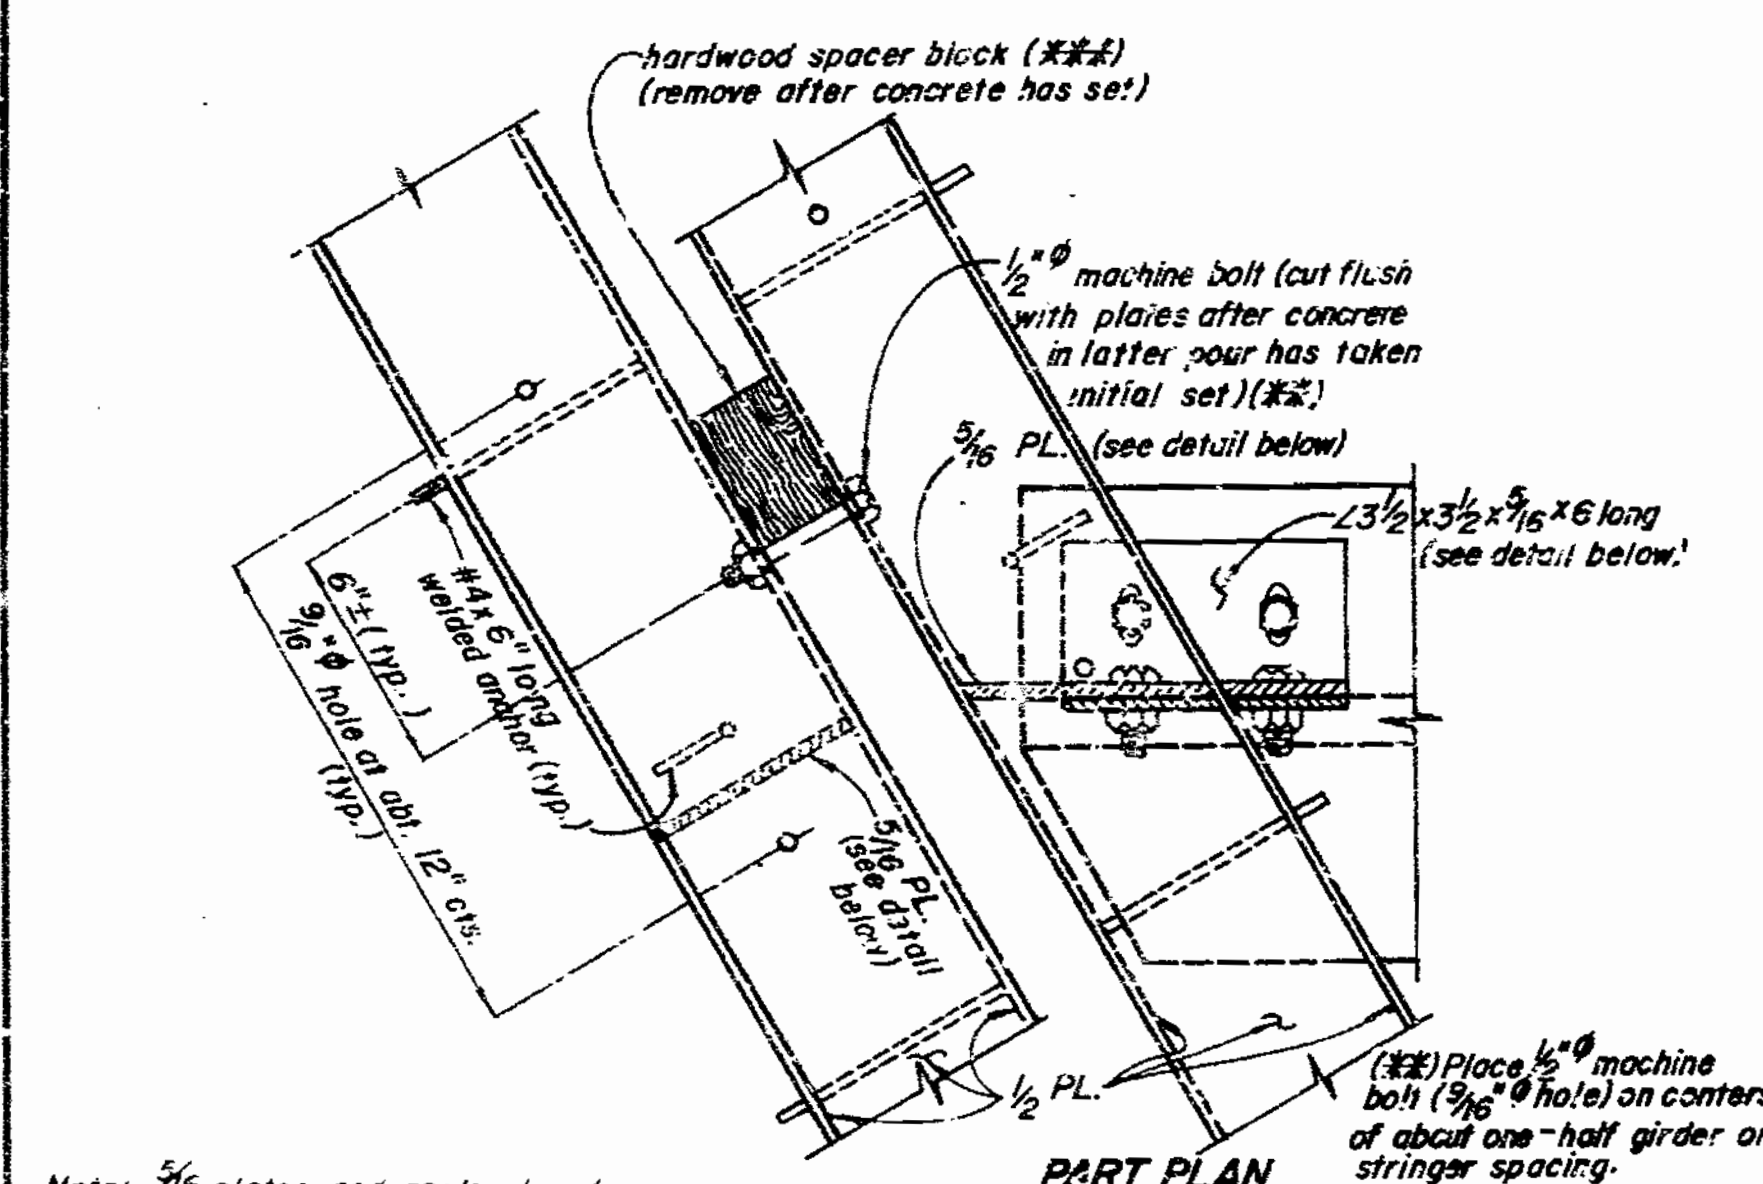 hardwood spacer block (***)
(remove after concrete has set)
1/2"ø machine bolt (cut flush
with plates after concrete
in latter pour has taken
initial set)(**)
5/16 PL. (see detail below)
∠3 1/2 x 3 1/2 x 5/16 x 6 long
(see detail below)
#4 x 6" long
welded anchor (typ.)
6"± (typ.)
9/16"ø hole at abt. 12" cts.
(typ.)
5/16 PL.
(see detail
below)
1/2 PL.
(**) Place 1/2"ø machine
bolt (9/16"ø hole) on centers
of about one-half girder or
stringer spacing.
PART PLAN
Note: 5/16 plates and